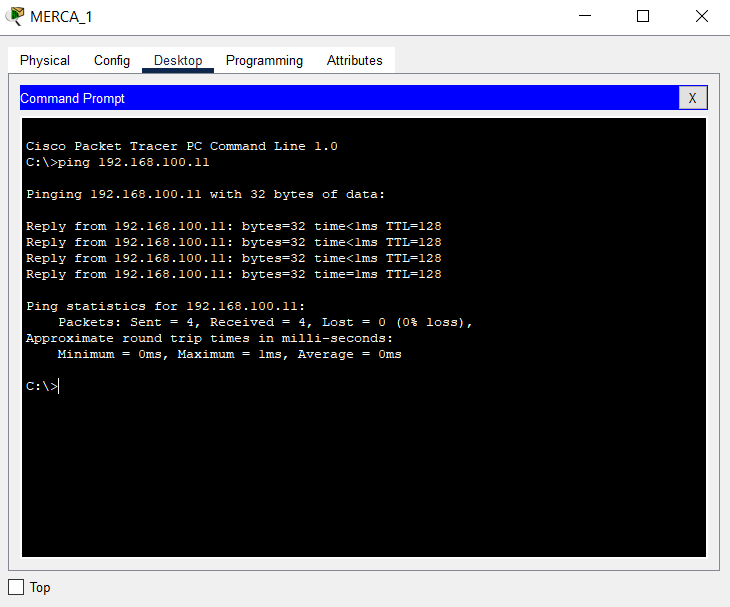 MERCA_1
Physical Config Desktop Programming Attributes
Command Prompt X
Cisco Packet Tracer PC Command Line 1.0
C:\>ping 192.168.100.11
Pinging 192.168.100.11 with 32 bytes of data:
Reply from 192.168.100.11: bytes=32 time<1ms TTL=128
Reply from 192.168.100.11: bytes=32 time<1ms TTL=128
Reply from 192.168.100.11: bytes=32 time<1ms TTL=128
Reply from 192.168.100.11: bytes=32 time=1ms TTL=128
Ping statistics for 192.168.100.11:
Packets: Sent = 4, Received = 4, Lost = 0 (0% loss),
Approximate round trip times in milli-seconds:
Minimum = 0ms, Maximum = 1ms, Average = 0ms
C:\>
Top